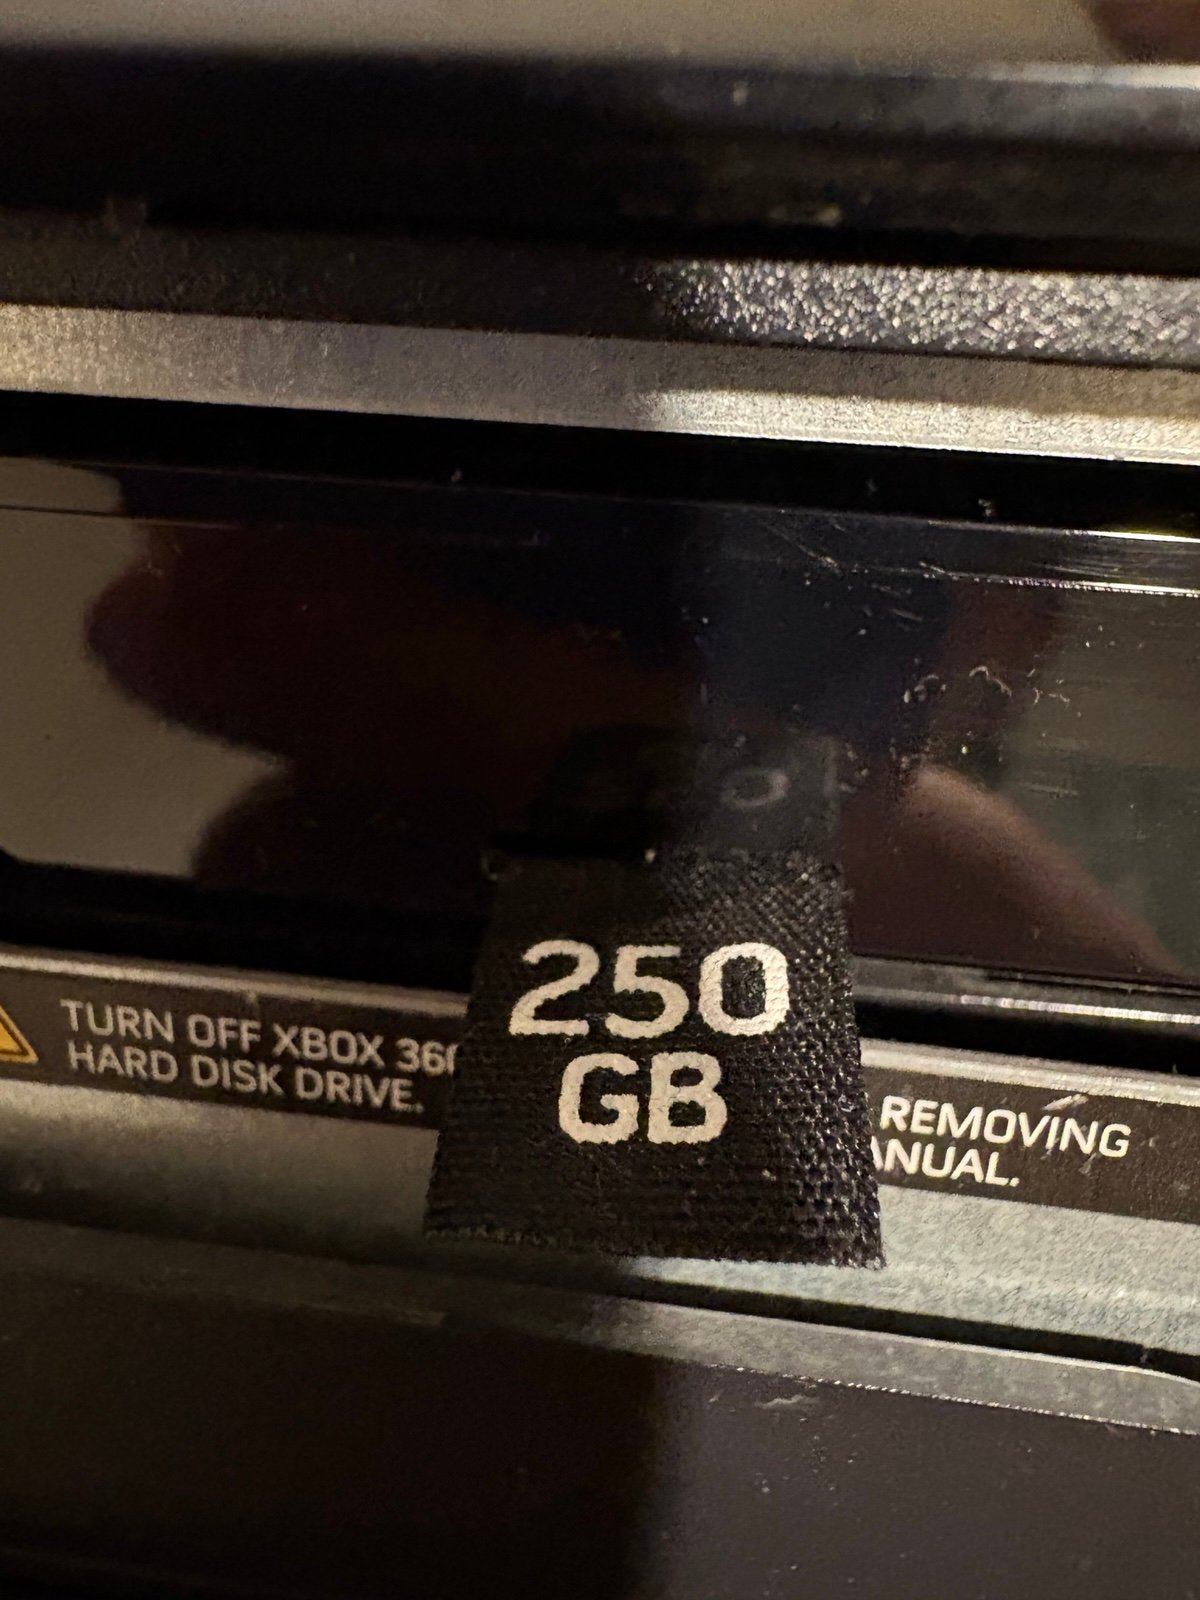 250
GB
TURN OFF XBOX 36
HARD DISK DRIVE.
REMOVING
ANUAL.